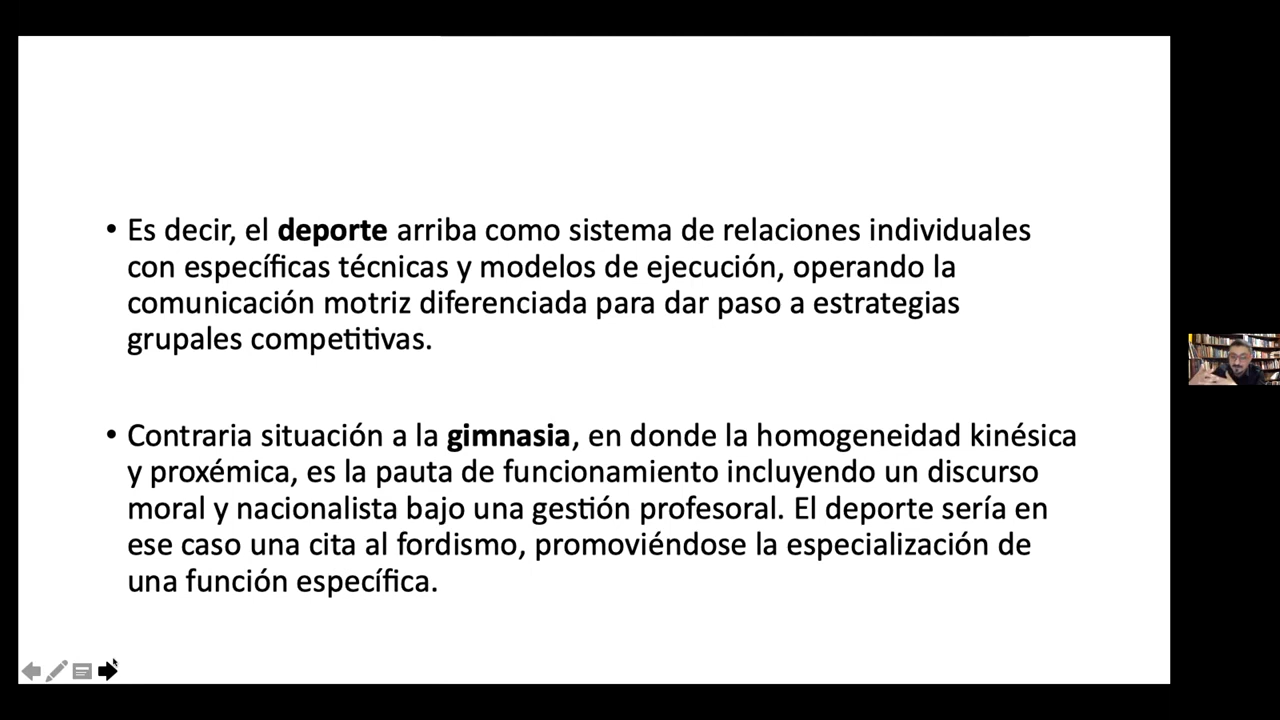 • Es decir, el deporte arriba como sistema de relaciones individuales
con específicas técnicas y modelos de ejecución, operando la
comunicación motriz diferenciada para dar paso a estrategias
grupales competitivas.
• Contraria situación a la gimnasia, en donde la homogeneidad kinésica
y proxémica, es la pauta de funcionamiento incluyendo un discurso
moral y nacionalista bajo una gestión profesoral. El deporte sería en
ese caso una cita al fordismo, promoviéndose la especialización de
una función específica.